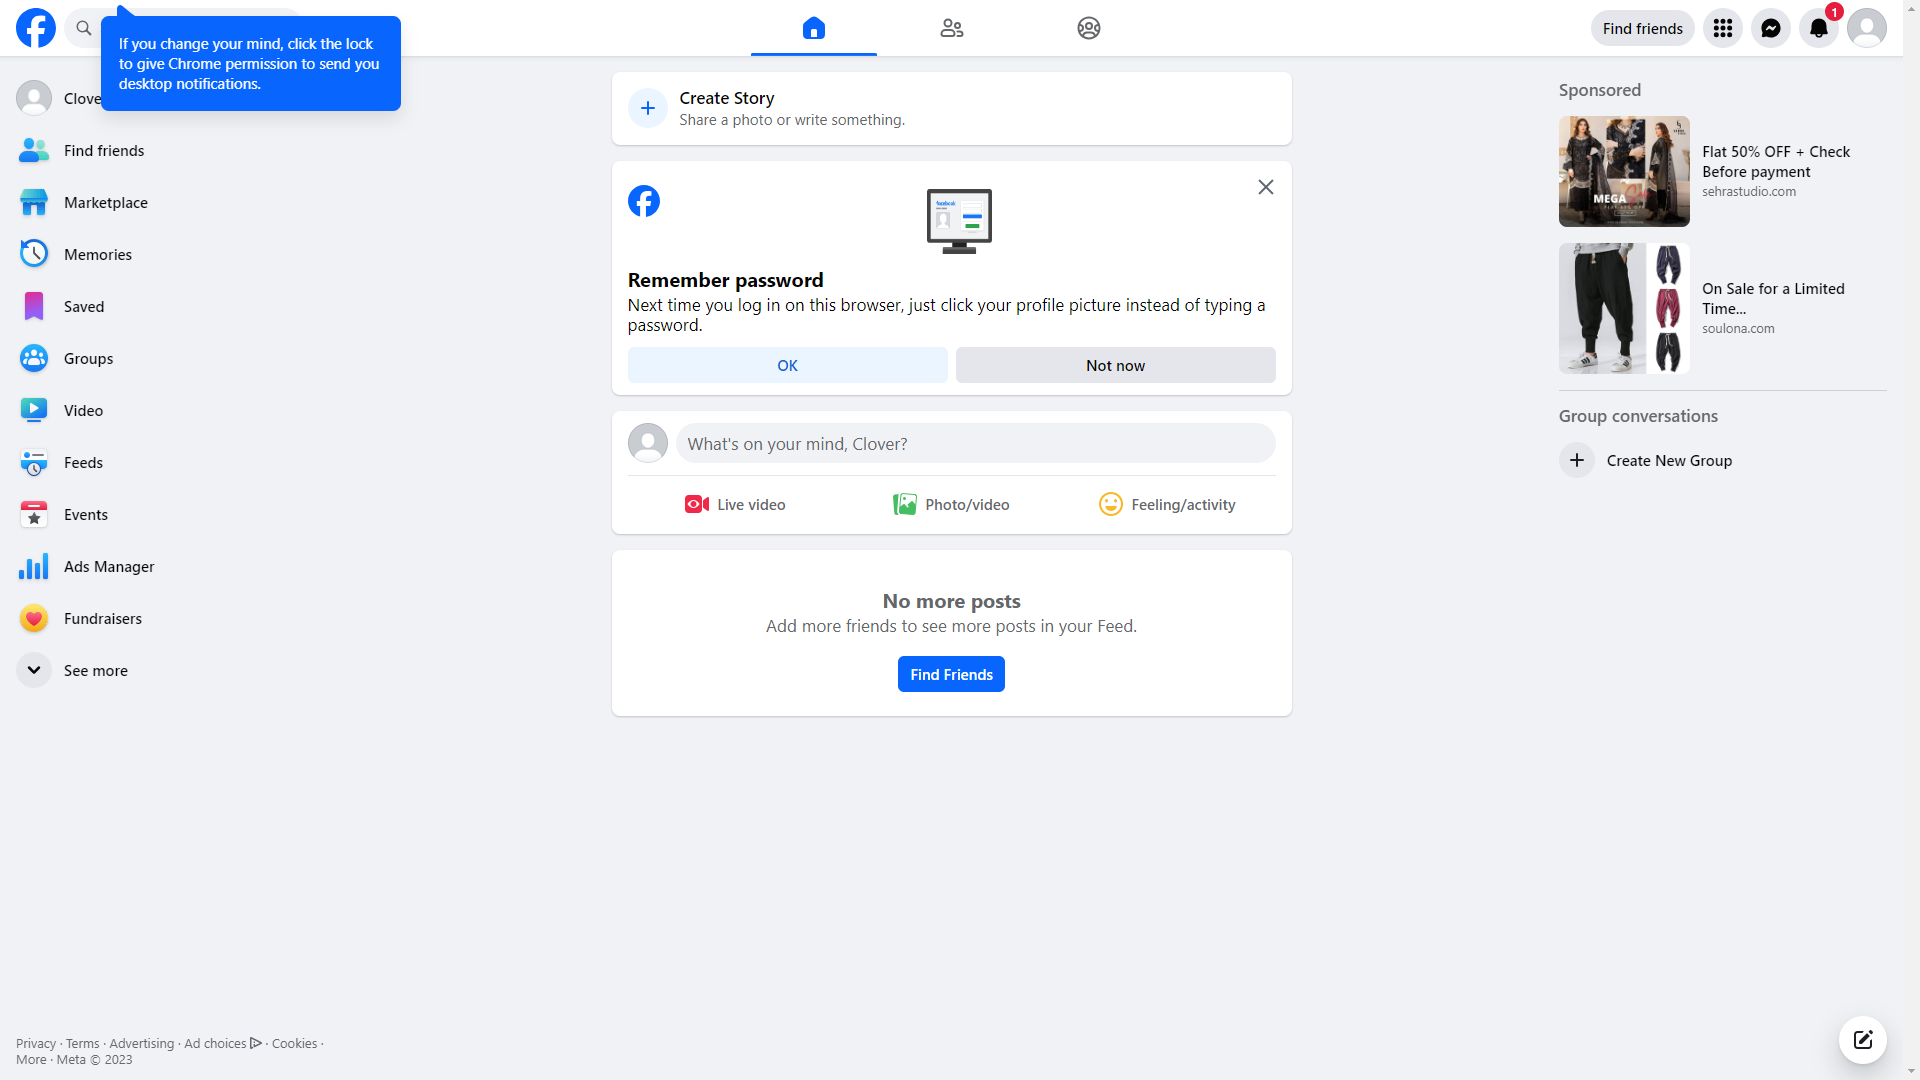 If you change your mind, click the lock
to give Chrome permission to send you
desktop notifications.
Find friends
1
Find friends
Marketplace
Memories
Saved
Groups
Video
Feeds
Events
Ads Manager
Fundraisers
See more
Privacy · Terms · Advertising · Ad choices · Cookies ·
More · Meta © 2023
Create Story
Share a photo or write something.
facebook
Remember password
Next time you log in on this browser, just click your profile picture instead of typing a
password.
OK
Not now
What's on your mind, Clover?
Live video
Photo/video
Feeling/activity
No more posts
Add more friends to see more posts in your Feed.
Find Friends
Sponsored
MEGA
Flat 50% OFF + Check
Before payment
sehrastudio.com
On Sale for a Limited
Time...
soulona.com
Group conversations
Create New Group